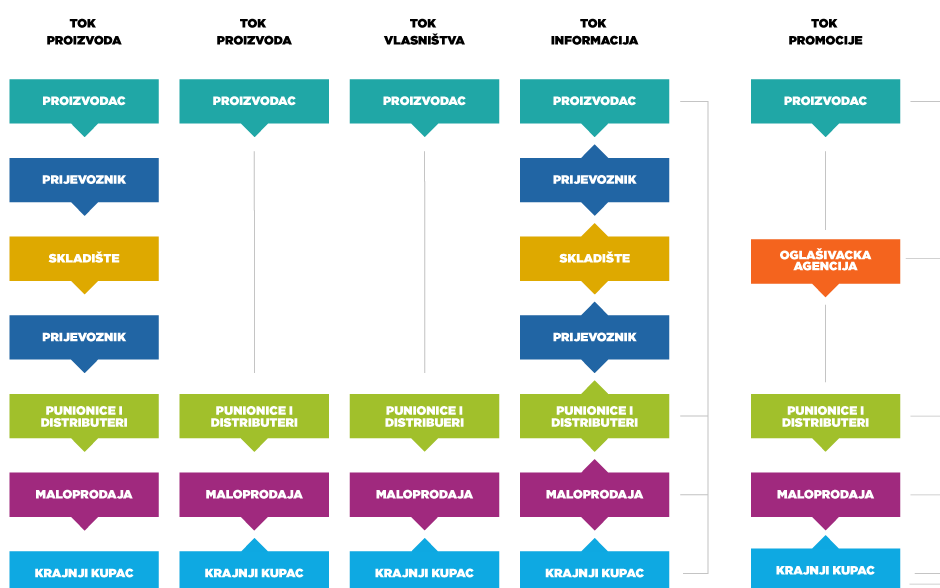 TOK
PROIZVODA
PROIZVODAC
PRIJEVOZNIK
SKLADIŠTE
PRIJEVOZNIK
PUNIONICE I
DISTRIBUTERI
MALOPRODAJA
KRAJNJI KUPAC
TOK
PROIZVODA
PROIZVODAC
PUNIONICE I
DISTRIBUTERI
MALOPRODAJA
KRAJNJI KUPAC
TOK
VLASNIŠTVA
PROIZVODAC
PUNIONICE I
DISTRIBUERI
MALOPRODAJA
KRAJNJI KUPAC
TOK
INFORMACIJA
PROIZVODAC
PRIJEVOZNIK
SKLADIŠTE
PRIJEVOZNIK
PUNIONICE I
DISTRIBUTERI
MALOPRODAJA
KRAJNJI KUPAC
TOK
PROMOCIJE
PROIZVODAC
OGLAŠIVACKA
AGENCIJA
PUNIONICE I
DISTRIBUTERI
MALOPRODAJA
KRAJNJI KUPAC